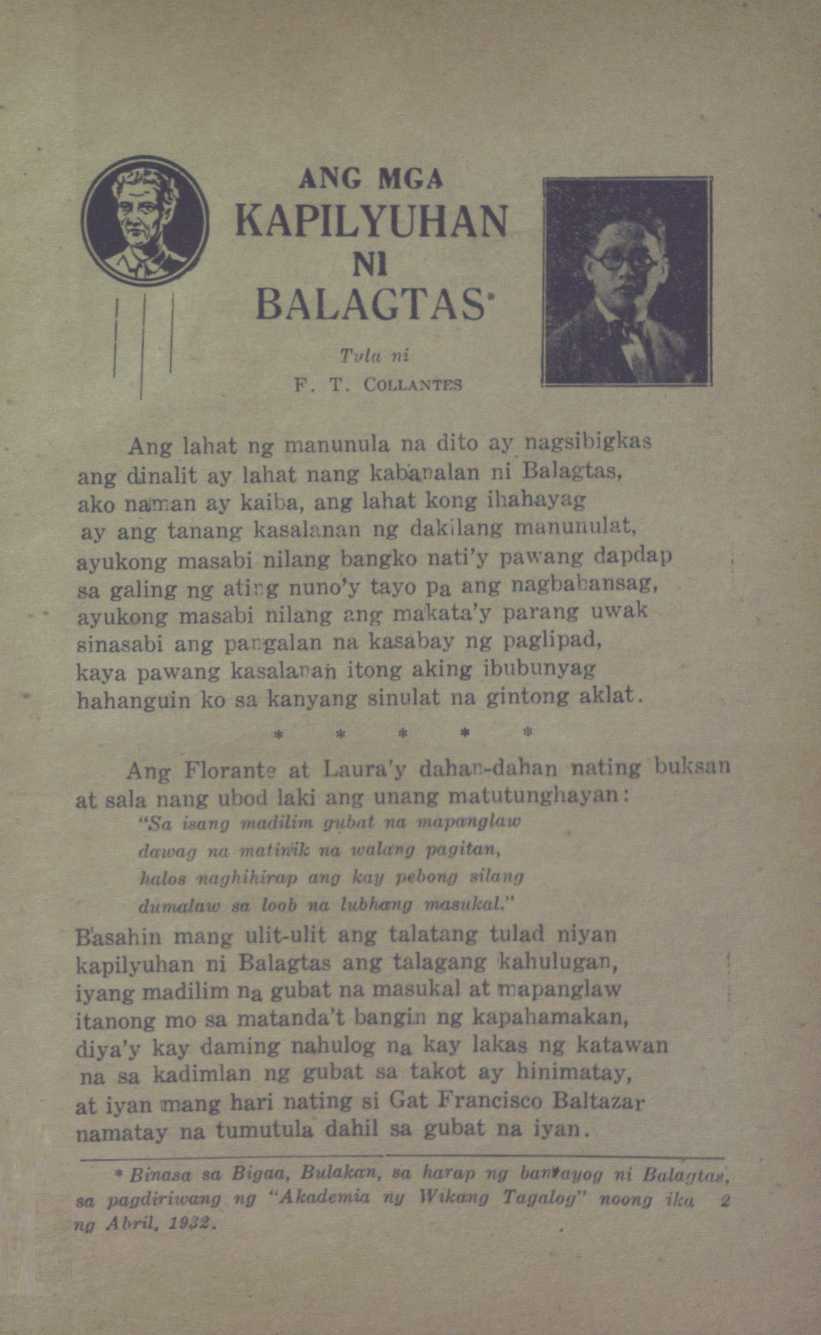 ANG MGA
KAPILYUHAN
NI
BALAGTAS*
Tula ni
F. T. COLLANTES
Ang lahat ng manunula na dito ay nagsibigkas
ang dinalit ay lahat nang kabanalan ni Balagtas,
ako naman ay kaiba, ang lahat kong ihahayag
ay ang tanang kasalanan ng dakilang manunulat,
ayukong masabi nilang bangko nati'y pawang dapdap
sa galing ng ating nuno'y tayo pa ang nagbabansag,
ayukong masabi nilang ang makata'y parang uwak
sinasabi ang pangalan na kasabay ng paglipad,
kaya pawang kasalanan itong aking ibubunyag
hahanguin ko sa kanyang sinulat na gintong aklat.
* * * * *
Ang Florante at Laura'y dahan-dahan nating buksan
at sala nang ubod laki ang unang matutunghayan:
"Sa isang madilim gubat na mapanglaw
dawag na matinik na walang pagitan,
halos naghihirap ang kay pebong silang
dumalaw sa loob na lubhang masukal."
Basahin mang ulit-ulit ang talatang tulad niyan
kapilyuhan ni Balagtas ang talagang kahulugan,
iyang madilim na gubat na masukal at mapanglaw
itanong mo sa matanda't bangin ng kapahamakan,
diya'y kay daming nahulog na kay lakas ng katawan
na sa kadimlan ng gubat sa takot ay hinimatay,
at iyan mang hari nating si Gat Francisco Baltazar
namatay na tumutula dahil sa gubat na iyan.
* Binasa sa Bigaa, Bulakan, sa harap ng bantayog ni Balagtas,
sa pagdiriwang ng "Akademia ng Wikang Tagalog" noong ika 2
ng Abril, 1932.